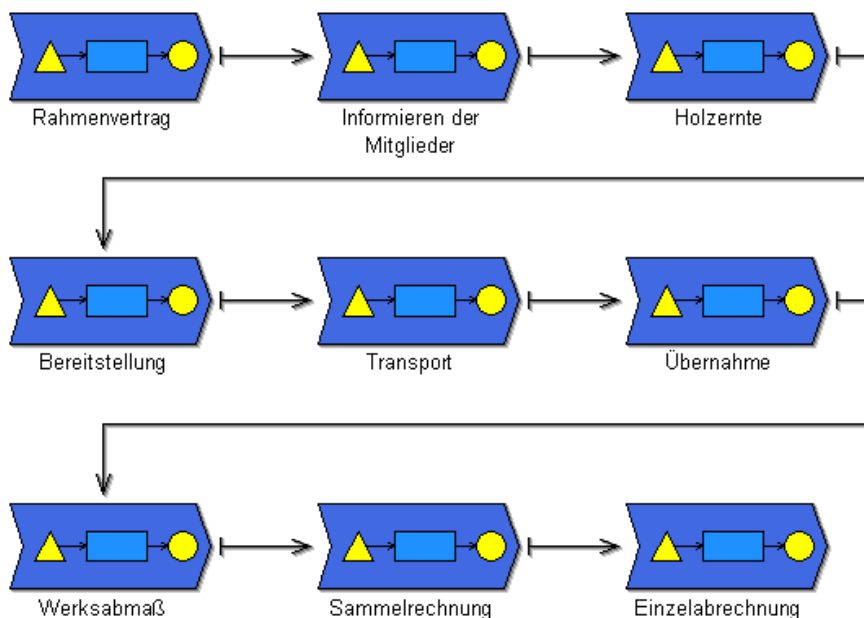 Rahmenvertrag
Informieren der
Mitglieder
Holzernte
Bereitstellung
Transport
Übernahme
Werksabmaß
Sammelrechnung
Einzelabrechnung